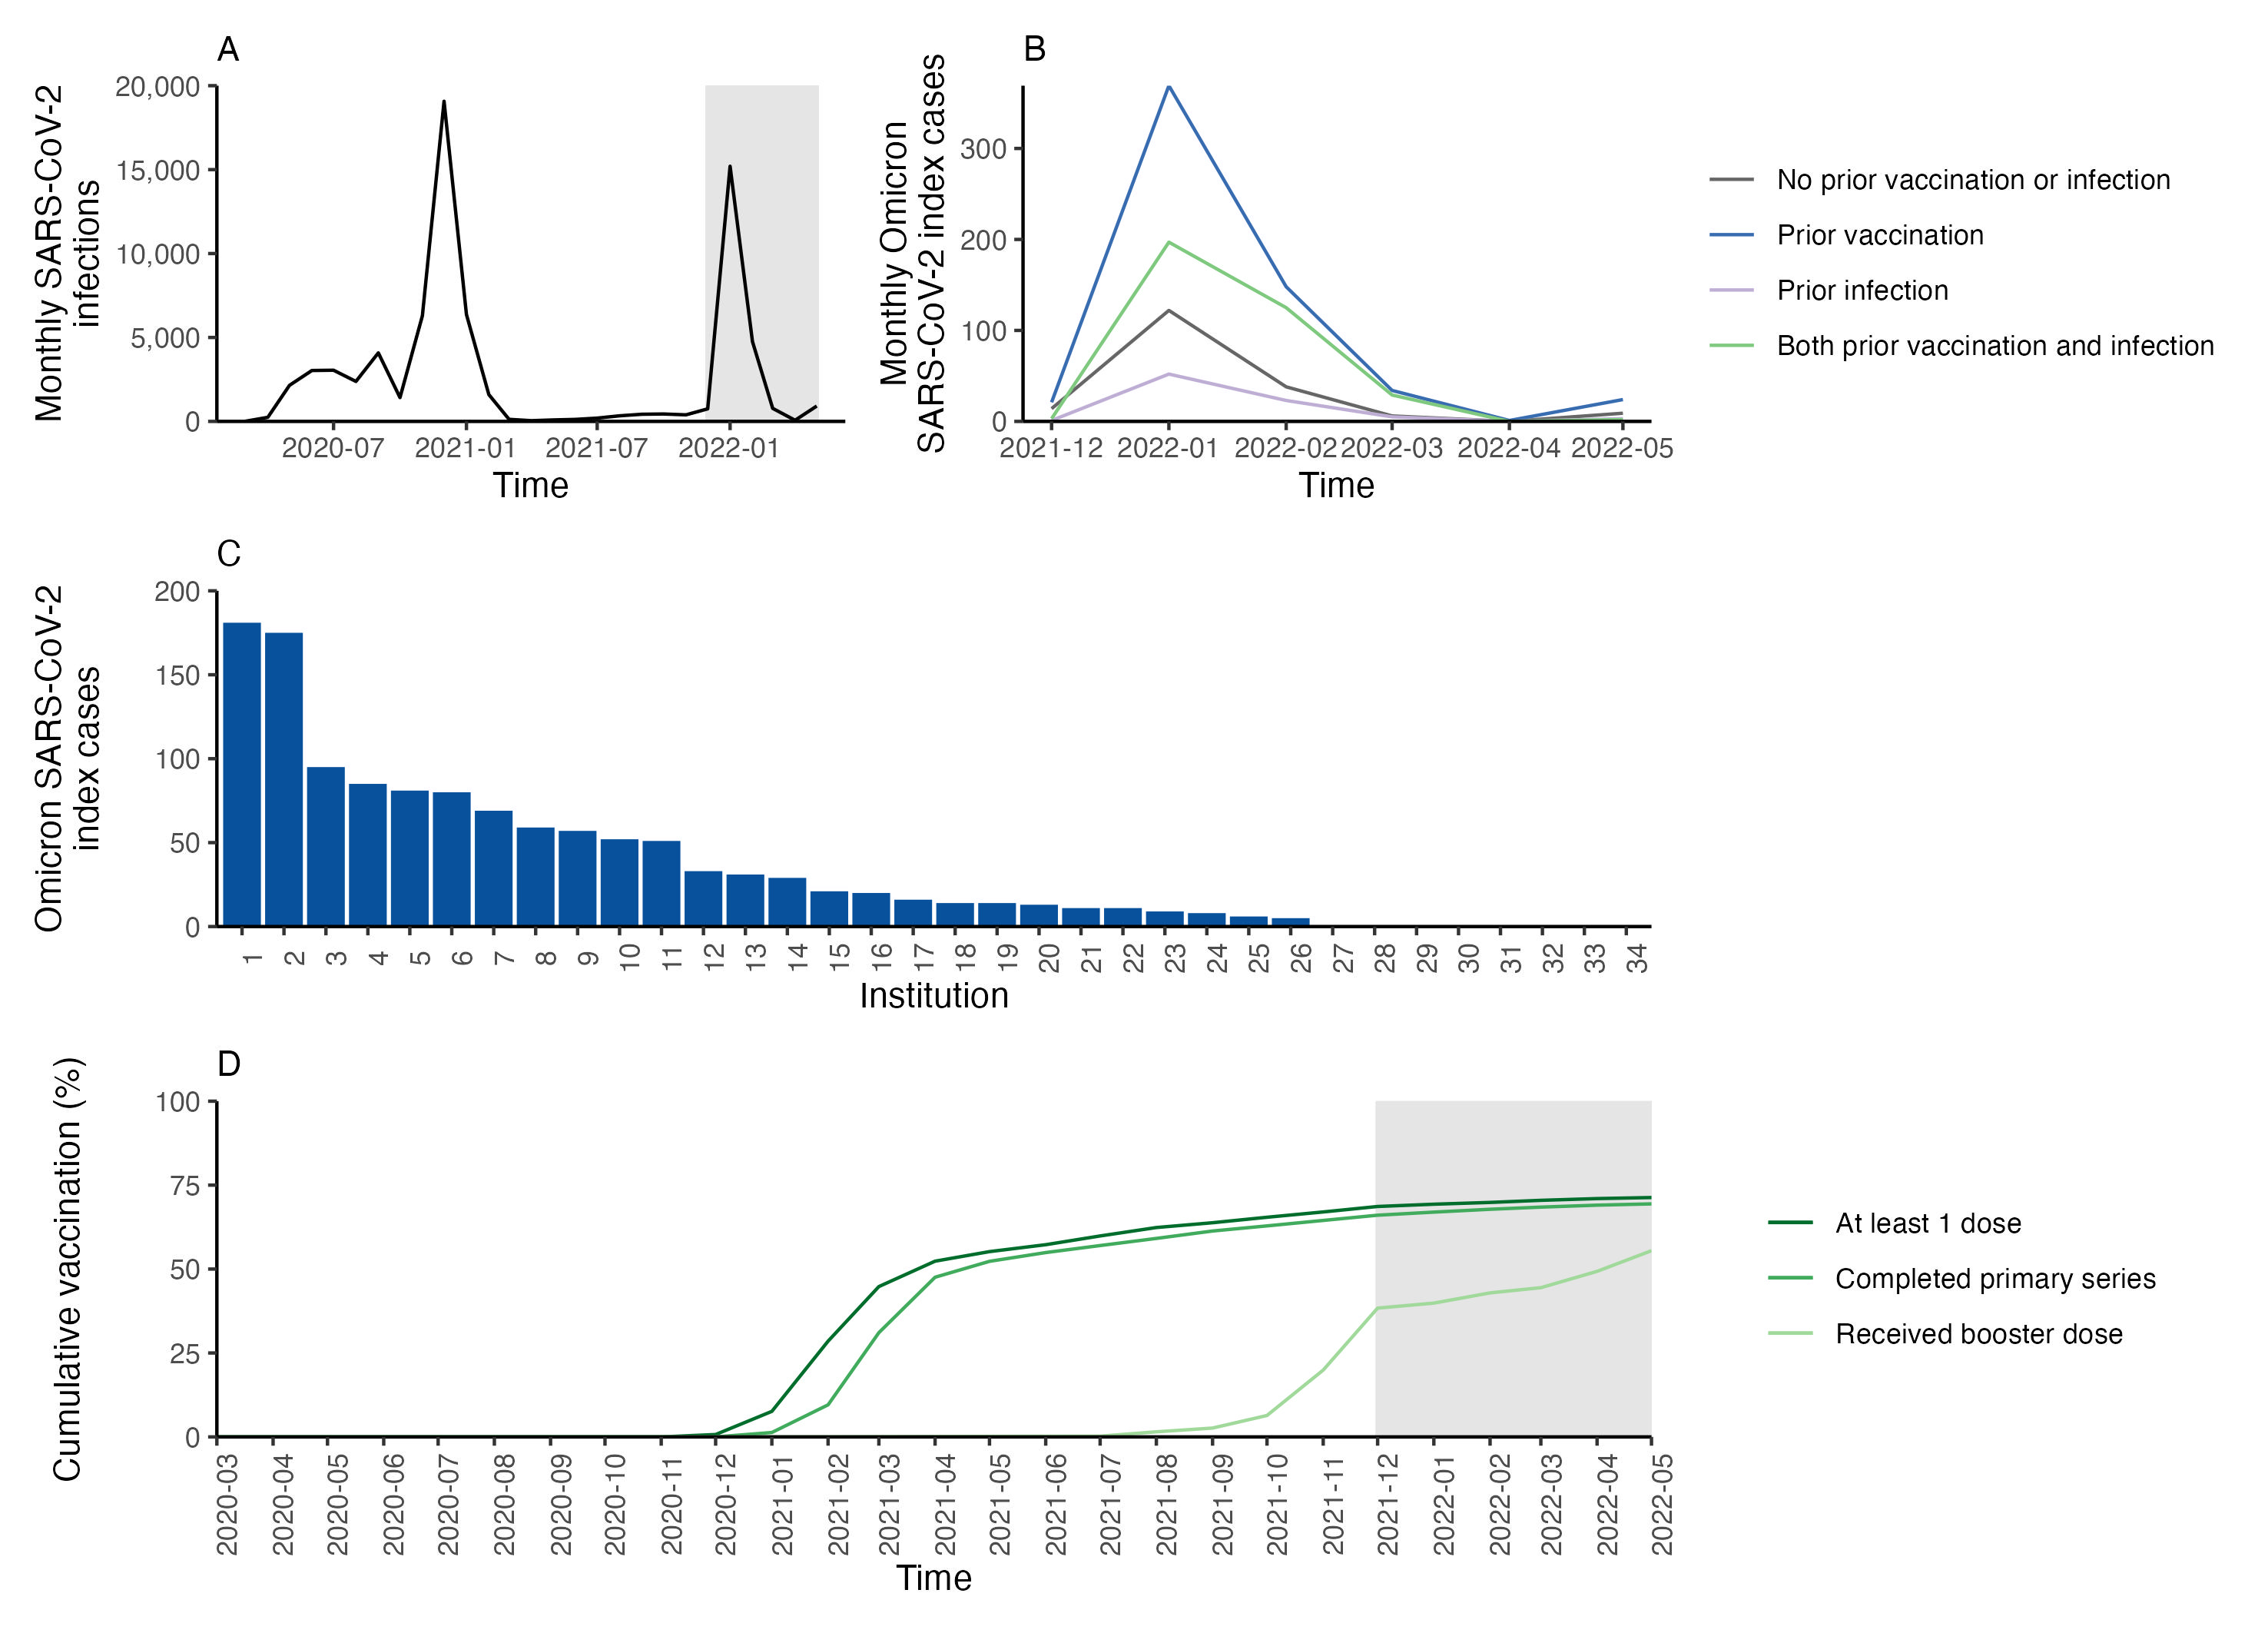 A
Monthly SARS-CoV-2
infections
20,000
15,000
10,000
5,000
0
2020-07 2021-01 2021-07 2022-01
Time
B
Monthly Omicron
SARS-CoV-2 index cases
300
200
100
0
2021-12 2022-01 2022-02 2022-03 2022-04 2022-05
Time
No prior vaccination or infection
Prior vaccination
Prior infection
Both prior vaccination and infection
C
Omicron SARS-CoV-2
index cases
200
150
100
50
0
1 2 3 4 5 6 7 8 9 10 11 12 13 14 15 16 17 18 19 20 21 22 23 24 25 26 27 28 29 30 31 32 33 34
Institution
D
Cumulative vaccination (%)
100
75
50
25
0
2020-03 2020-04 2020-05 2020-06 2020-07 2020-08 2020-09 2020-10 2020-11 2020-12 2021-01 2021-02 2021-03 2021-04 2021-05 2021-06 2021-07 2021-08 2021-09 2021-10 2021-11 2021-12 2022-01 2022-02 2022-03 2022-04 2022-05
Time
At least 1 dose
Completed primary series
Received booster dose